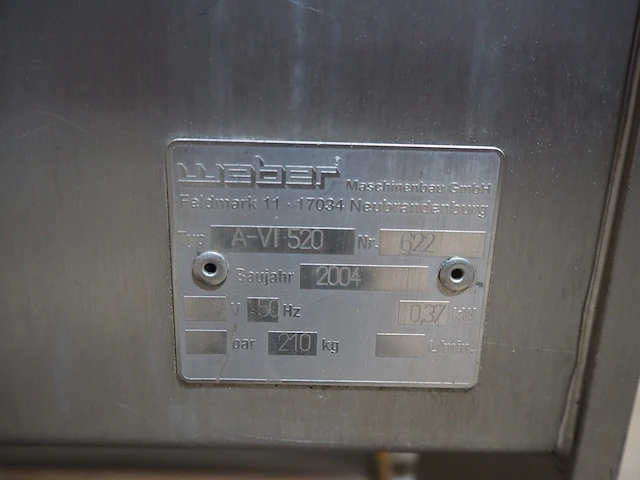 weber Maschinenbau GmbH
Feldmark 11 · 17034 Neubrandenburg
Typ A-VI 520 Nr. 622
Baujahr 2004
V 50 Hz 0,37 kW
bar 210 kg L/min.